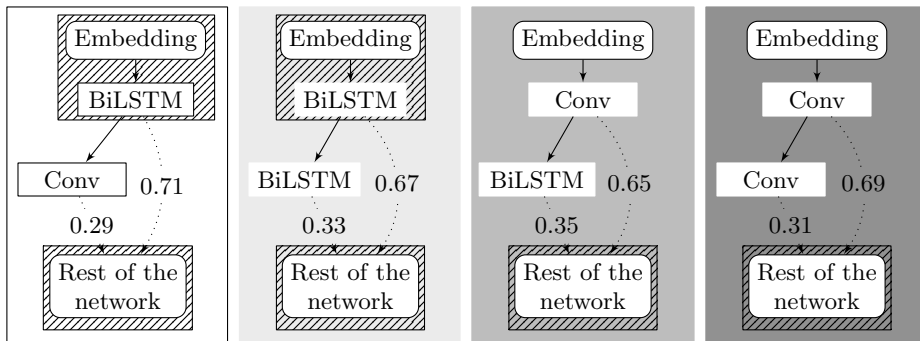 Embedding
BiLSTM
Conv
0.71
0.29
Rest of the
network
Embedding
BiLSTM
BiLSTM
0.67
0.33
Rest of the
network
Embedding
Conv
BiLSTM
0.65
0.35
Rest of the
network
Embedding
Conv
Conv
0.69
0.31
Rest of the
network